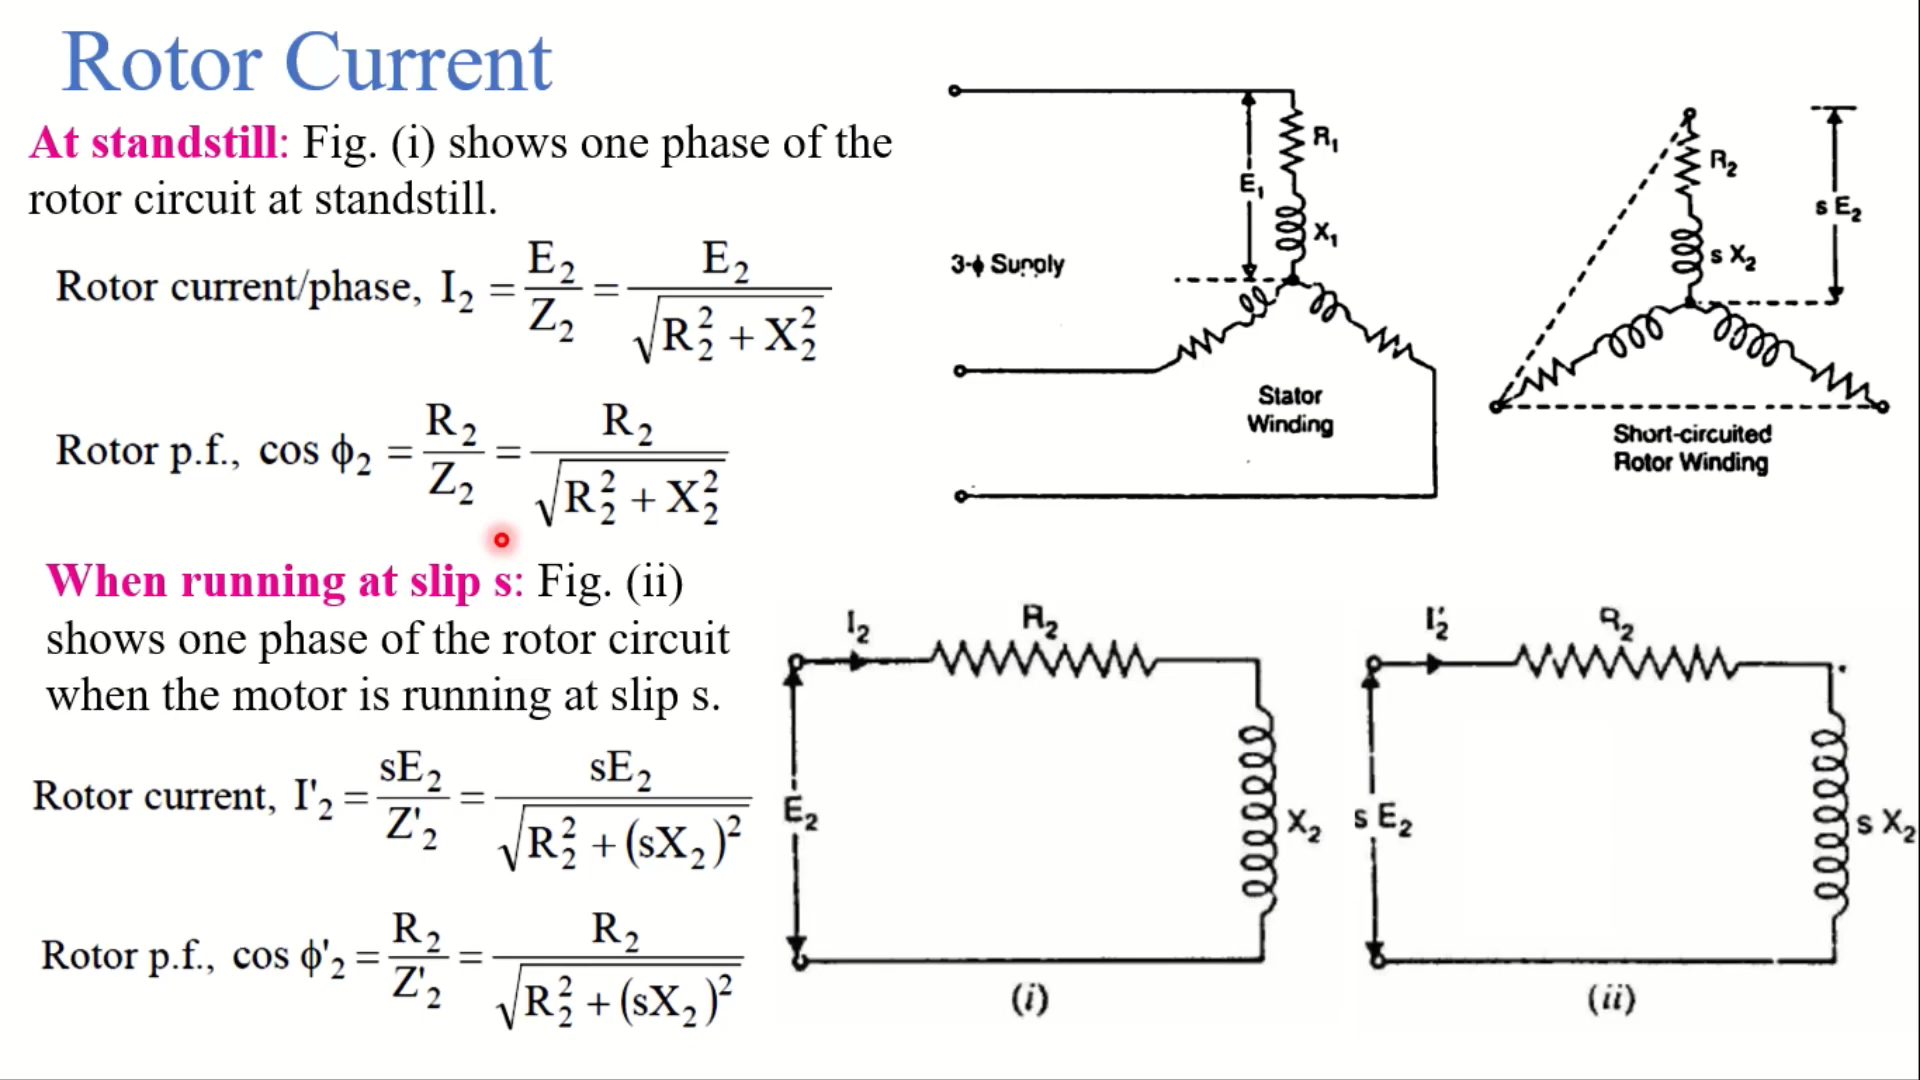 Rotor Current
At standstill: Fig. (i) shows one phase of the
rotor circuit at standstill.
Rotor current/phase, I₂ = E₂/Z₂ = E₂/√(R₂² + X₂²)
Rotor p.f., cos ϕ₂ = R₂/Z₂ = R₂/√(R₂² + X₂²)
When running at slip s: Fig. (ii)
shows one phase of the rotor circuit
when the motor is running at slip s.
Rotor current, I'₂ = sE₂/Z'₂ = sE₂/√(R₂² + (sX₂)²)
Rotor p.f., cos ϕ'₂ = R₂/Z'₂ = R₂/√(R₂² + (sX₂)²)
R₁
E₁
X₁
3-ϕ Supply
Stator
Winding
R₂
s E₂
s X₂
Short-circuited
Rotor Winding
I₂
R₂
E₂
X₂
(i)
I'₂
R₂
s E₂
s X₂
(ii)